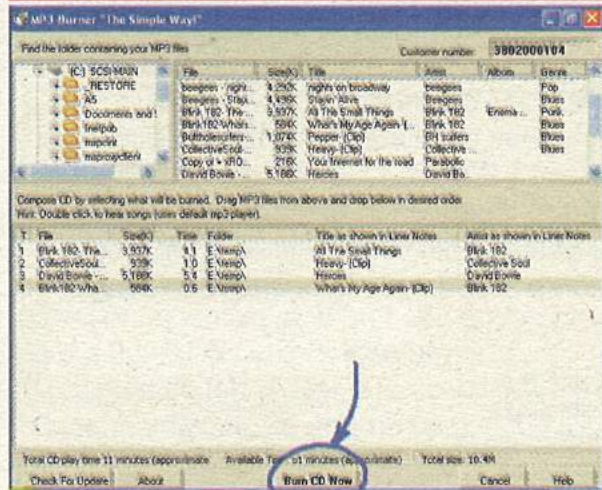 MP3 Burner "The Simple Way!"
Find the folder containing your MP3 files
Customer number: 3802000104
(C:) SCSI-MAIN
_RESTORE
A5
Documents and S
Inetpub
msprint
msproxyclient
File Size(K) Title Artist Album Genre
beegees - night... 4,292K nights on broadway beegees Pop
Beegees - Stayi... 4,496K Stayin' Alive Beegees Blues
Blink 182- The ... 3,937K All The Small Things Blink 182 Enema ... Punk,
Blink182-Whats... 564K What's My Age Again-[... Blink 182 Blues
Buttholesurfers-... 1,074K Pepper-(Clip) BH surfers Blues
CollectiveSoul... 939K Heavy-[Clip] Collective ... Blues
Copy of 216K Your Internet for the road Parabolic
David Bowie - 5,186K Heroes David Bo...
Compose CD by selecting what will be burned. Drag MP3 files from above and drop below in desired order
Hint: Double click to hear songs (uses default mp3 player).
T File Size(K) Time Folder Title as shown in Liner Notes Artist as shown in Liner Notes
1 Blink 182- The... 3,937K 4.1 E:\temp\ All The Small Things Blink 182
2 CollectiveSoul... 939K 1.0 E:\temp\ Heavy-[Clip] Collective Soul
3 David Bowie -... 5,186K 5.4 E:\temp\ Heroes David Bowie
4 Blink182-Wha... 564K 0.6 E:\temp\ What's My Age Again-[Clip] Blink 182
Total CD play time 11 minutes (approximate Available minutes (approximate) Total size: 10.4M
Check For Update About Burn CD Now Cancel Help